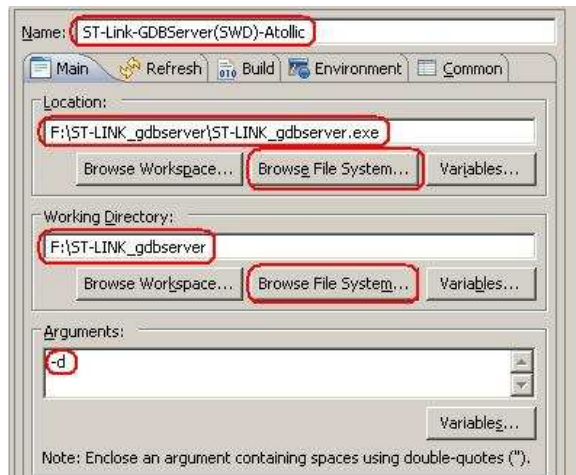 Name: ST-Link-GDBServer(SWD)-Atollic
Main Refresh 010 Build Environment Common
Location:
F:\ST-LINK_gdbserver\ST-LINK_gdbserver.exe
Browse Workspace... Browse File System... Variables...
Working Directory:
F:\ST-LINK_gdbserver
Browse Workspace... Browse File System... Variables...
Arguments:
-d
Variables...
Note: Enclose an argument containing spaces using double-quotes (").